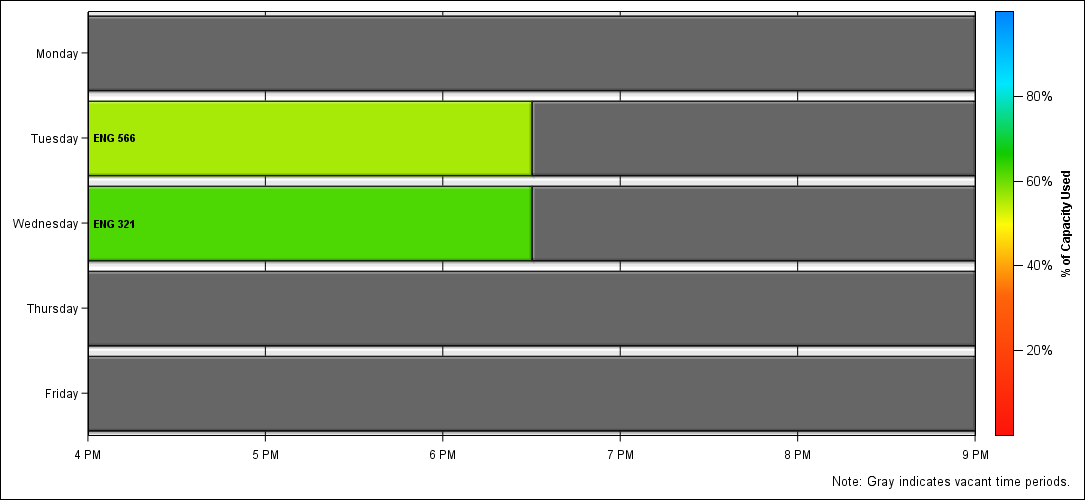 Monday
Tuesday
ENG 566
Wednesday
ENG 321
Thursday
Friday
4 PM 5 PM 6 PM 7 PM 8 PM 9 PM
80%
60%
40%
20%
% of Capacity Used
Note: Gray indicates vacant time periods.